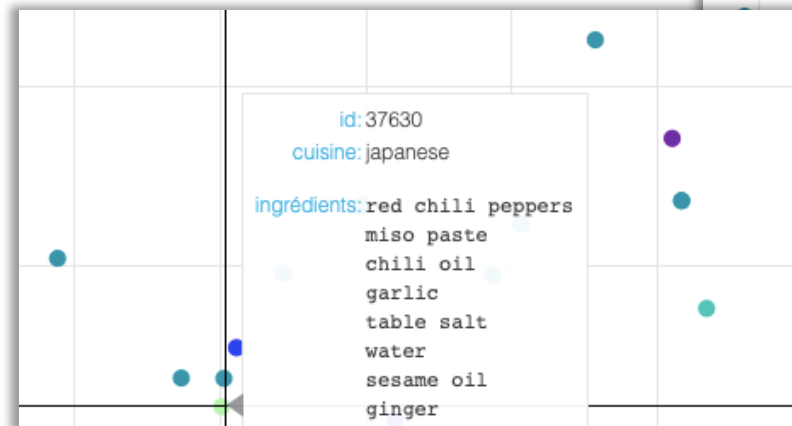 id: 37630
cuisine: japanese
ingrédients: red chili peppers
miso paste
chili oil
garlic
table salt
water
sesame oil
ginger